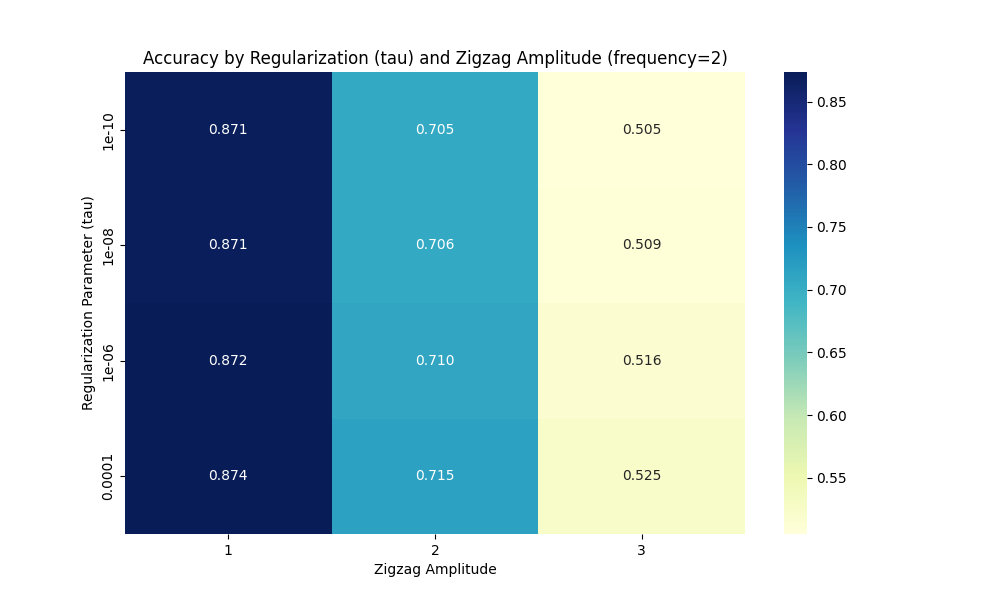 Accuracy by Regularization (tau) and Zigzag Amplitude (frequency=2)
Regularization Parameter (tau)
1e-10 0.871 0.705 0.505
1e-08 0.871 0.706 0.509
1e-06 0.872 0.710 0.516
0.0001 0.874 0.715 0.525
1 2 3
Zigzag Amplitude
0.85
0.80
0.75
0.70
0.65
0.60
0.55